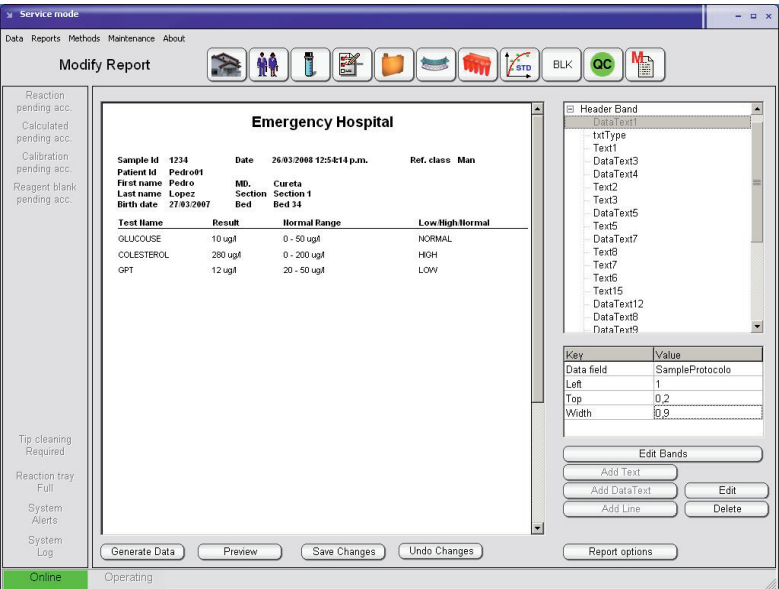 Service mode
Data Reports Methods Maintenance About
Modify Report
STD
BLK
QC
M
Reaction
pending acc.
Calculated
pending acc.
Calibration
pending acc.
Reagent blank
pending acc.
Tip cleaning
Required
Reaction tray
Full
System
Alerts
System
Log
Emergency Hospital
Sample Id 1234 Date 26/03/2008 12:54:14 p.m. Ref. class Man
Patient Id Pedro01
First name Pedro MD. Cureta
Last name Lopez Section Section 1
Birth date 27/03/2007 Bed Bed 34
Test Name Result Normal Range Low/High/Normal
GLUCOUSE 10 ug/l 0 - 50 ug/l NORMAL
COLESTEROL 280 ug/l 0 - 200 ug/l HIGH
GPT 12 ug/l 20 - 50 ug/l LOW
Generate Data Preview Save Changes Undo Changes
Header Band
DataText1
txtType
Text1
DataText3
DataText4
Text2
Text3
DataText5
Text5
DataText7
Text8
Text7
Text6
Text15
DataText12
DataText8
DataText9
Key Value
Data field SampleProtocolo
Left 1
Top 0,2
Width 0,9
Edit Bands
Add Text
Add DataText Edit
Add Line Delete
Report options
Online Operating